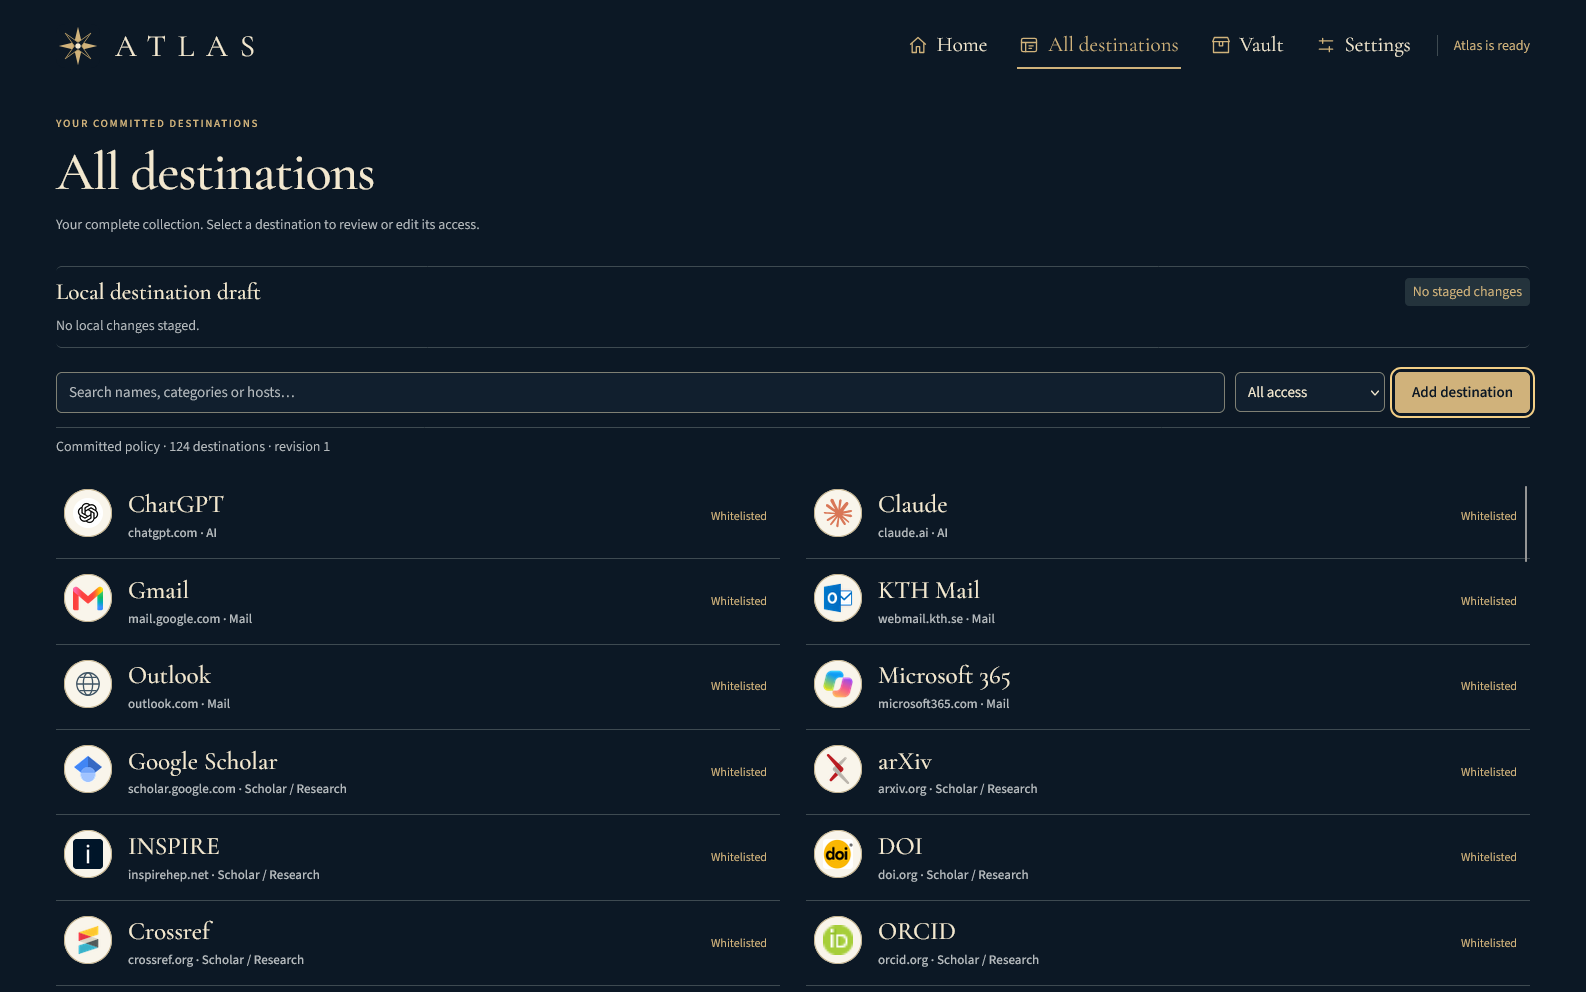 ATLAS
Home
All destinations
Vault
Settings
Atlas is ready
YOUR COMMITTED DESTINATIONS
All destinations
Your complete collection. Select a destination to review or edit its access.
Local destination draft
No staged changes
No local changes staged.
Search names, categories or hosts...
All access
Add destination
Committed policy · 124 destinations · revision 1
ChatGPT
chatgpt.com · AI
Whitelisted
Claude
claude.ai · AI
Whitelisted
Gmail
mail.google.com · Mail
Whitelisted
KTH Mail
webmail.kth.se · Mail
Whitelisted
Outlook
outlook.com · Mail
Whitelisted
Microsoft 365
microsoft365.com · Mail
Whitelisted
Google Scholar
scholar.google.com · Scholar / Research
Whitelisted
arXiv
arxiv.org · Scholar / Research
Whitelisted
i
INSPIRE
inspirehep.net · Scholar / Research
Whitelisted
doi
DOI
doi.org · Scholar / Research
Whitelisted
Crossref
crossref.org · Scholar / Research
Whitelisted
iD
ORCID
orcid.org · Scholar / Research
Whitelisted